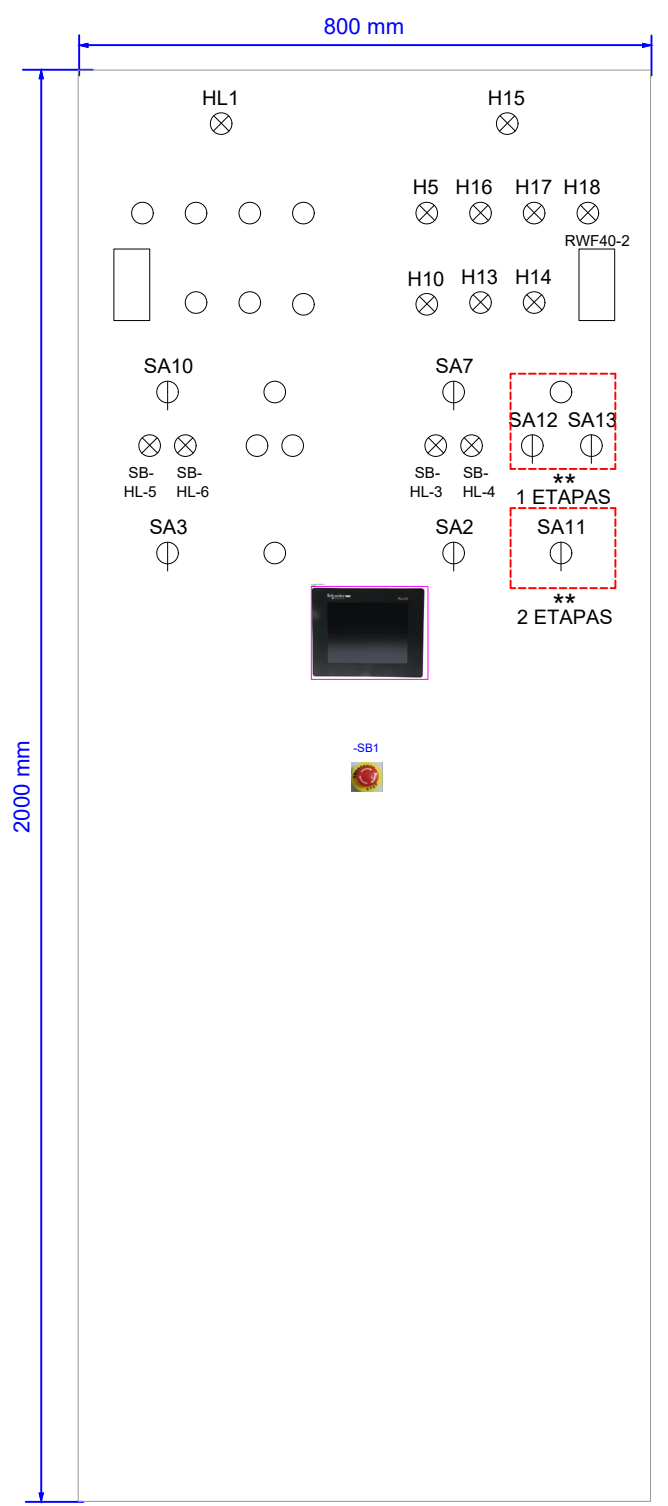 800 mm
HL1 H15
H5 H16 H17 H18
RWF40-2
H10 H13 H14
SA10 SA7
SA12 SA13
SB-
HL-5
SB-
HL-6
SB-
HL-3
SB-
HL-4
**
1 ETAPAS
SA3 SA2 SA11
**
2 ETAPAS
Schneider
-SB1
2000 mm